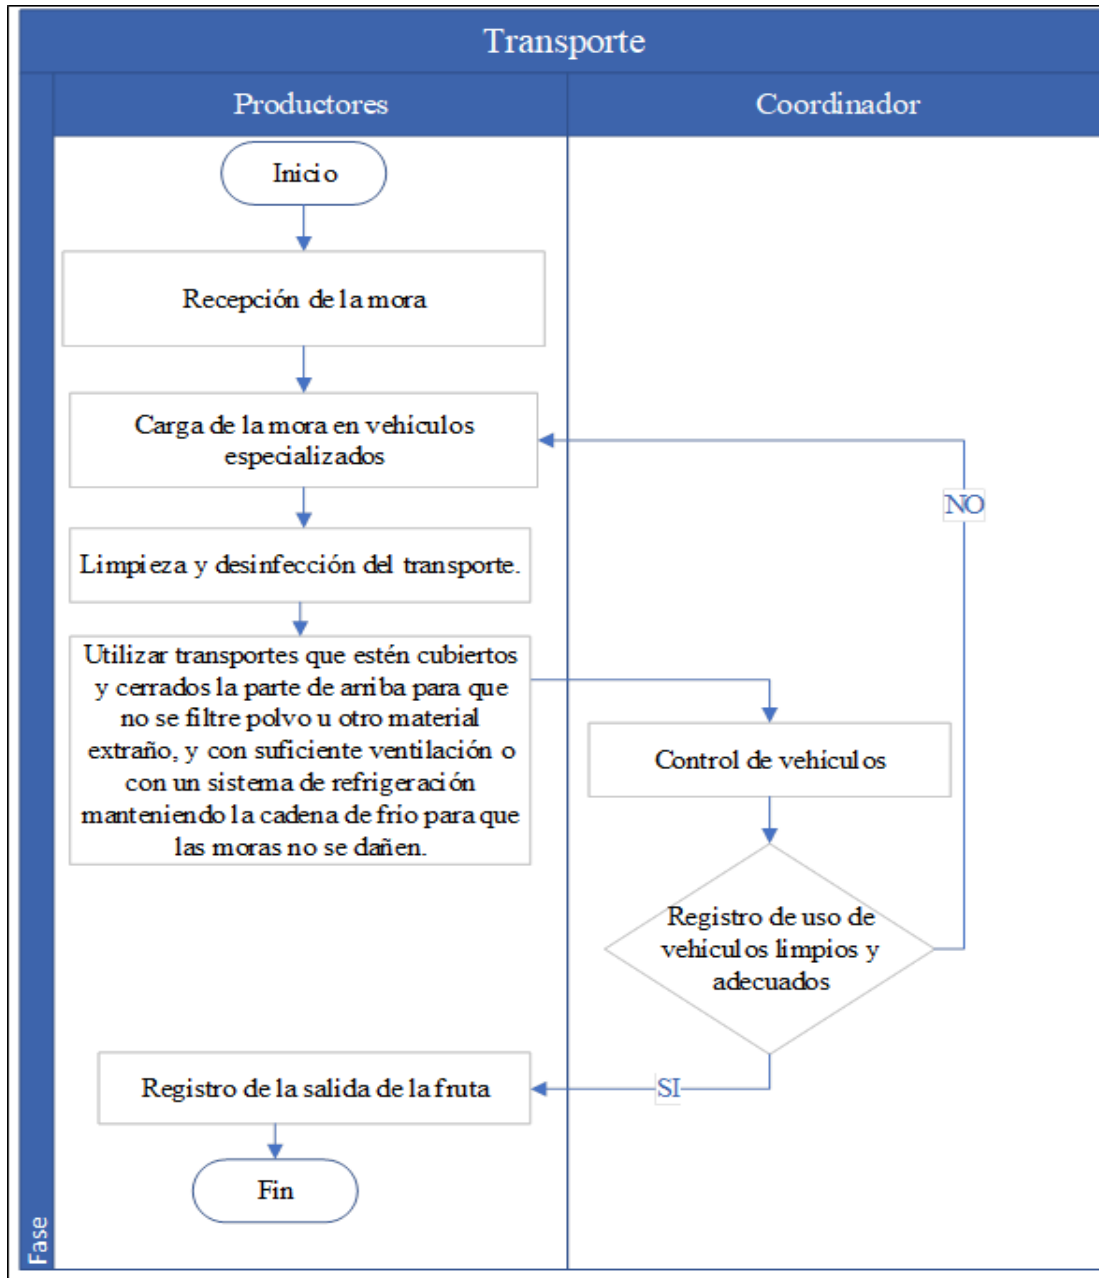 Transporte
Productores
Coordinador
Inicio
Recepción de la mora
Carga de la mora en vehículos
especializados
NO
Limpieza y desinfección del transporte.
Utilizar transportes que estén cubiertos
y cerrados la parte de arriba para que
no se filtre polvo u otro material
extraño, y con suficiente ventilación o
con un sistema de refrigeración
manteniendo la cadena de frio para que
las moras no se dañen.
Control de vehículos
Registro de uso de
vehículos limpios y
adecuados
SI
Registro de la salida de la fruta
Fin
Fase